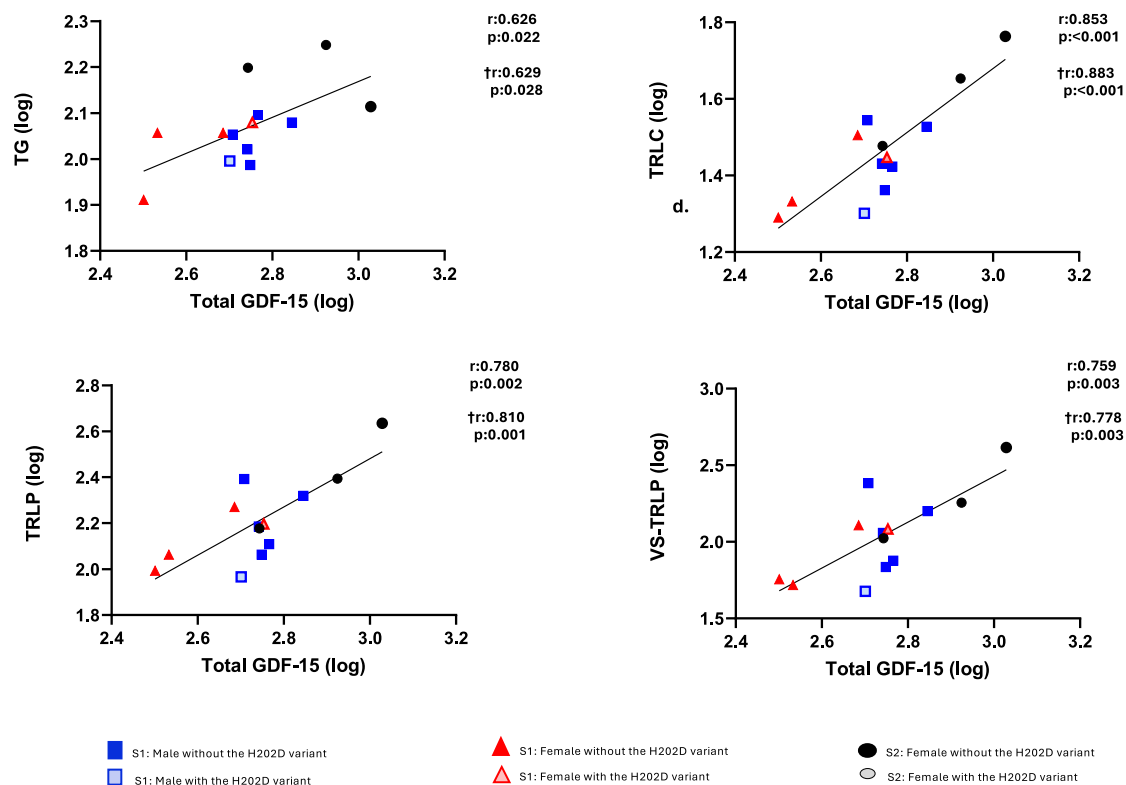 r:0.626
p:0.022
†r:0.629
p:0.028
TG (log)
2.3
2.2
2.1
2.0
1.9
1.8
2.4
2.6
2.8
3.0
3.2
Total GDF-15 (log)
r:0.853
p:<0.001
†r:0.883
p:<0.001
d.
TRLC (log)
1.8
1.6
1.4
1.2
2.4
2.6
2.8
3.0
3.2
Total GDF-15 (log)
r:0.780
p:0.002
†r:0.810
p:0.001
TRLP (log)
2.8
2.6
2.4
2.2
2.0
1.8
2.4
2.6
2.8
3.0
3.2
Total GDF-15 (log)
r:0.759
p:0.003
†r:0.778
p:0.003
VS-TRLP (log)
3.0
2.5
2.0
1.5
2.4
2.6
2.8
3.0
3.2
Total GDF-15 (log)
S1: Male without the H202D variant
S1: Male with the H202D variant
S1: Female without the H202D variant
S1: Female with the H202D variant
S2: Female without the H202D variant
S2: Female with the H202D variant